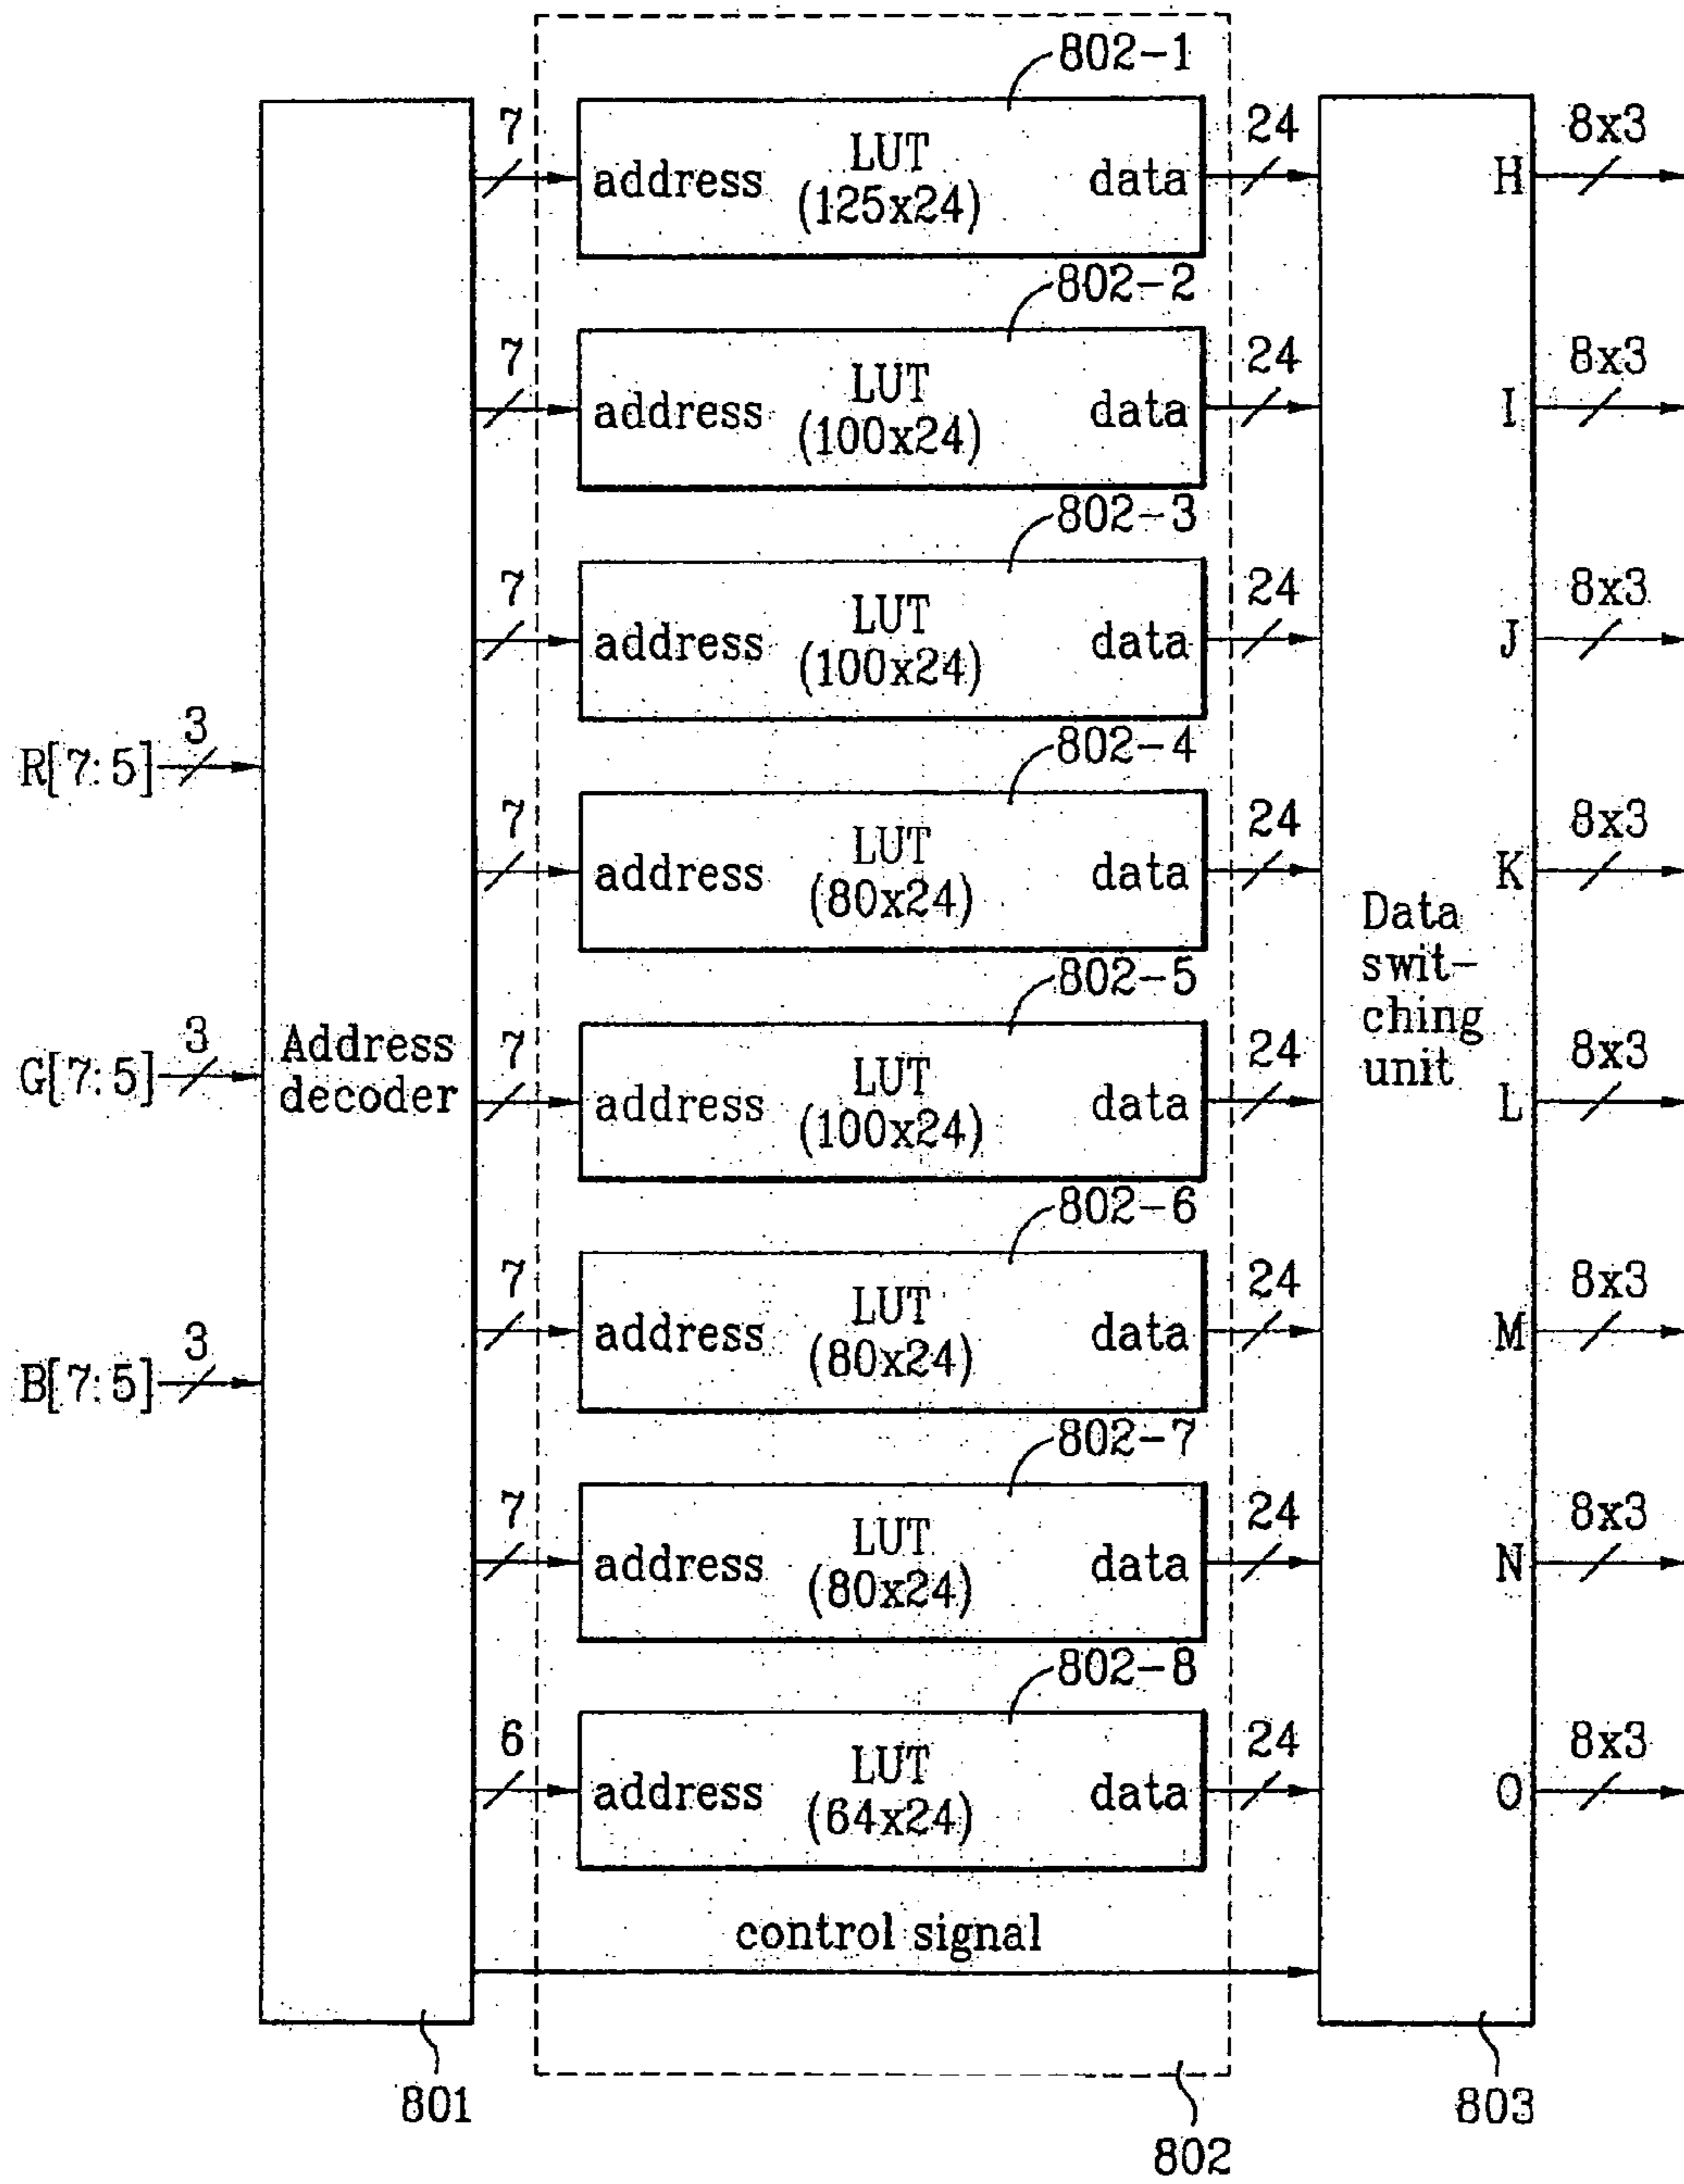 802-1
7
address
LUT
(125x24)
data
24
H
8x3
802-2
7
address
LUT
(100x24)
data
24
I
8x3
802-3
7
address
LUT
(100x24)
data
24
J
8x3
R[7:5]
3
802-4
7
address
LUT
(80x24)
data
24
K
8x3
Data
swit-
ching
unit
802-5
G[7:5]
3
Address
decoder
7
address
LUT
(100x24)
data
24
L
8x3
802-6
7
address
LUT
(80x24)
data
24
M
8x3
B[7:5]
3
802-7
7
address
LUT
(80x24)
data
24
N
8x3
802-8
6
address
LUT
(64x24)
data
24
O
8x3
control signal
801
802
803